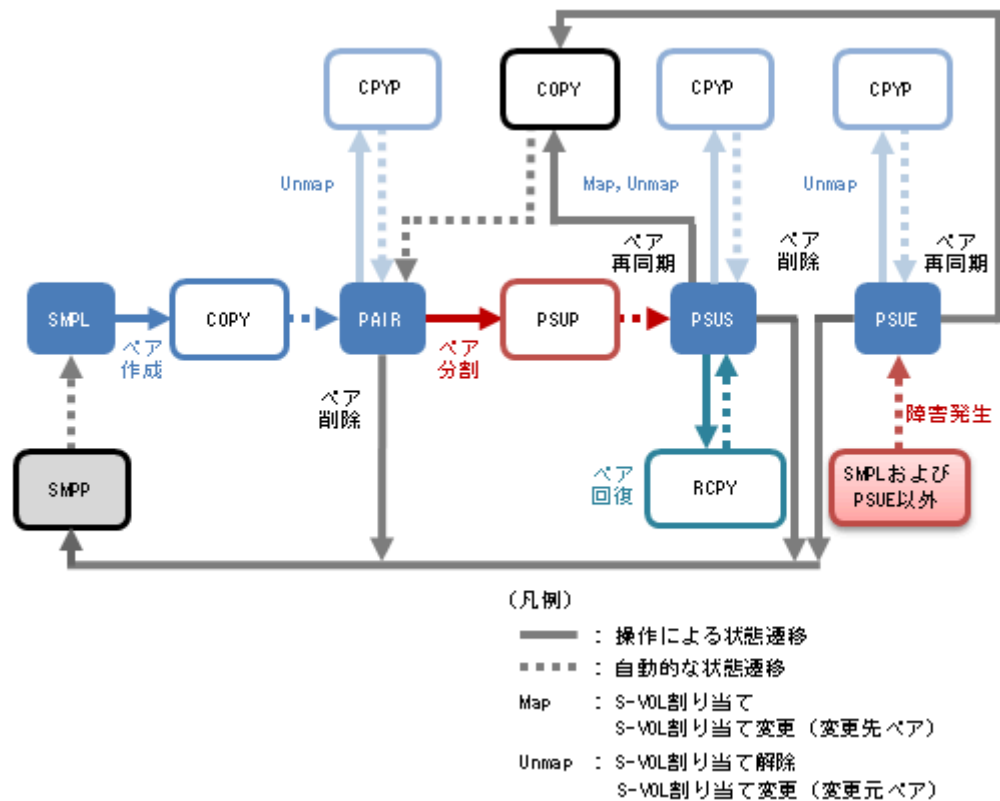 CPYP
COPY
CPYP
CPYP
Unmap
Map, Unmap
Unmap
ペア
再同期
ペア
削除
ペア
再同期
SMPL
COPY
PAIR
PSUP
PSUS
PSUE
ペア
作成
ペア
分割
ペア
削除
障害発生
SMPP
ペア
回復
RCPY
SMPLおよび
PSUE以外
(凡例)
: 操作による状態遷移
: 自動的な状態遷移
Map : S-VOL割り当て
S-VOL割り当て変更（変更先ペア）
Unmap : S-VOL割り当て解除
S-VOL割り当て変更（変更元ペア）